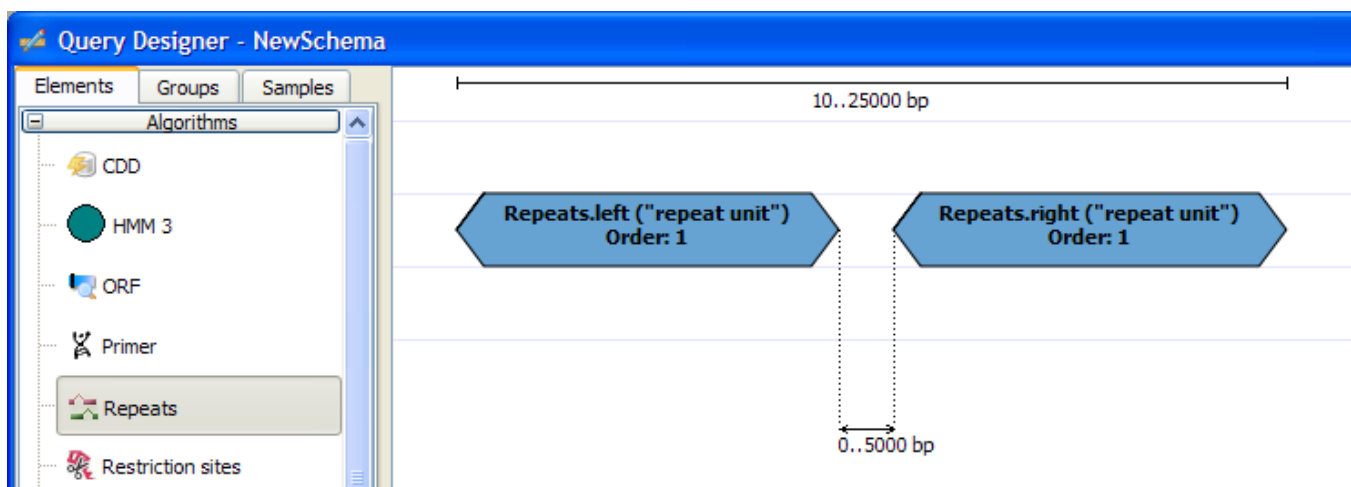 Query Designer - NewSchema
Elements Groups Samples
Algorithms
CDD
HMM 3
ORF
Primer
Repeats
Restriction sites
10..25000 bp
Repeats.left ("repeat unit")
Order: 1
Repeats.right ("repeat unit")
Order: 1
0..5000 bp